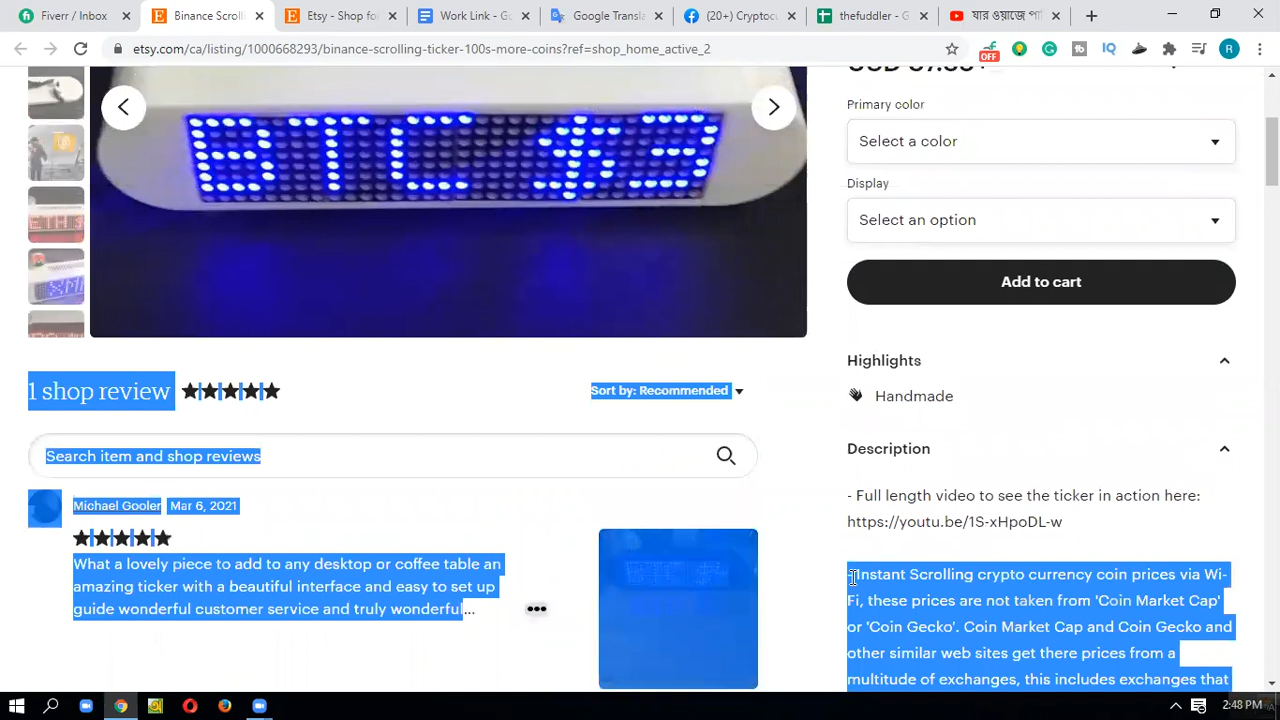 Fiverr / Inbox
Binance Scrolli
Etsy - Shop fo
Work Link - Go
Google Transla
(20+) Cryptocu
thefuddler - G
যার ওয়াজে পা
etsy.com/ca/listing/1000668293/binance-scrolling-ticker-100s-more-coins?ref=shop_home_active_2
OFF
IQ
R
Primary color
Select a color
Display
Select an option
Add to cart
BTC $5
1 shop review
Sort by: Recommended
Search item and shop reviews
Michael Gooler Mar 6, 2021
What a lovely piece to add to any desktop or coffee table an
amazing ticker with a beautiful interface and easy to set up
guide wonderful customer service and truly wonderful...
Highlights
Handmade
Description
- Full length video to see the ticker in action here:
https://youtu.be/1S-xHpoDL-w
-Instant Scrolling crypto currency coin prices via Wi-
Fi, these prices are not taken from 'Coin Market Cap'
or 'Coin Gecko'. Coin Market Cap and Coin Gecko and
other similar web sites get there prices from a
multitude of exchanges, this includes exchanges that
2:48 PM